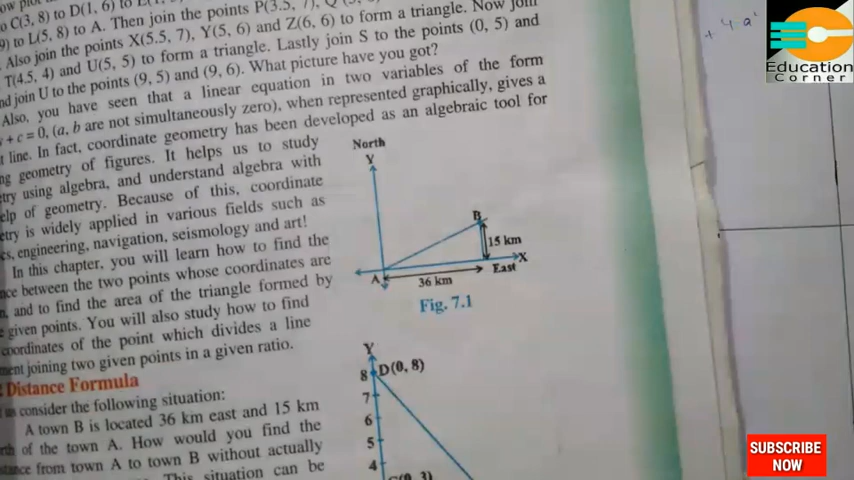 C(3, 8) to D(1, 6) to
to L(5, 8) to A. Then join the points P(3.5, 7),
Also join the points X(5.5, 7), Y(5, 6) and Z(6, 6) to form a triangle. Now join
T(4.5, 4) and U(5, 5) to form a triangle. Lastly join S to the points (0, 5) and
join U to the points (9, 5) and (9, 6). What picture have you got?
Also, you have seen that a linear equation in two variables of the form
+ c = 0, (a, b are not simultaneously zero), when represented graphically, gives a
line. In fact, coordinate geometry has been developed as an algebraic tool for
geometry of figures. It helps us to study
using algebra, and understand algebra with
of geometry. Because of this, coordinate
is widely applied in various fields such as
engineering, navigation, seismology and art!
In this chapter, you will learn how to find the
between the two points whose coordinates are
and to find the area of the triangle formed by
given points. You will also study how to find
coordinates of the point which divides a line
joining two given points in a given ratio.
North
Y
B
15 km
X
East
A
36 km
Fig. 7.1
Distance Formula
consider the following situation:
A town B is located 36 km east and 15 km
of the town A. How would you find the
from town A to town B without actually
This situation can be
Y
8 D(0, 8)
7
6
5
4
Education
Corner
SUBSCRIBE
NOW